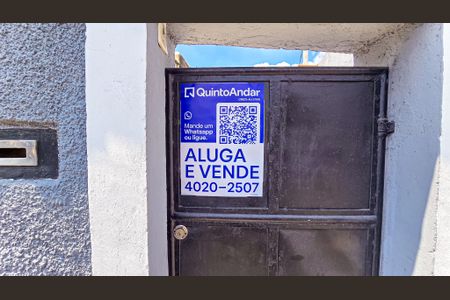 QuintoAndar
Mande um
Whatsapp
ou ligue.
ALUGA
E VENDE
4020-2507